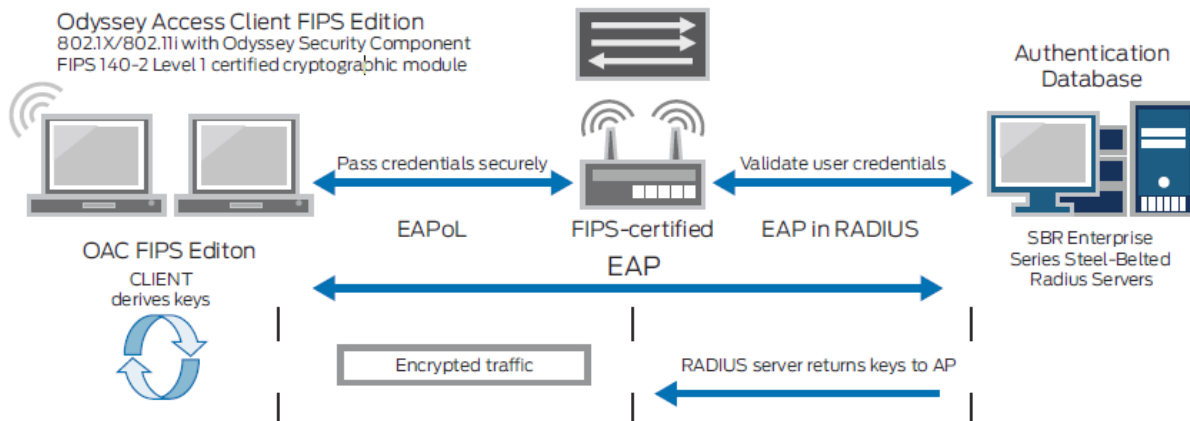 Odyssey Access Client FIPS Edition
802.1X/802.11i with Odyssey Security Component
FIPS 140-2 Level 1 certified cryptographic module
Authentication
Database
Pass credentials securely
Validate user credentials
EAPoL
FIPS-certified
EAP in RADIUS
SBR Enterprise
Series Steel-Belted
Radius Servers
OAC FIPS Editon
CLIENT
derives keys
EAP
Encrypted traffic
RADIUS server returns keys to AP